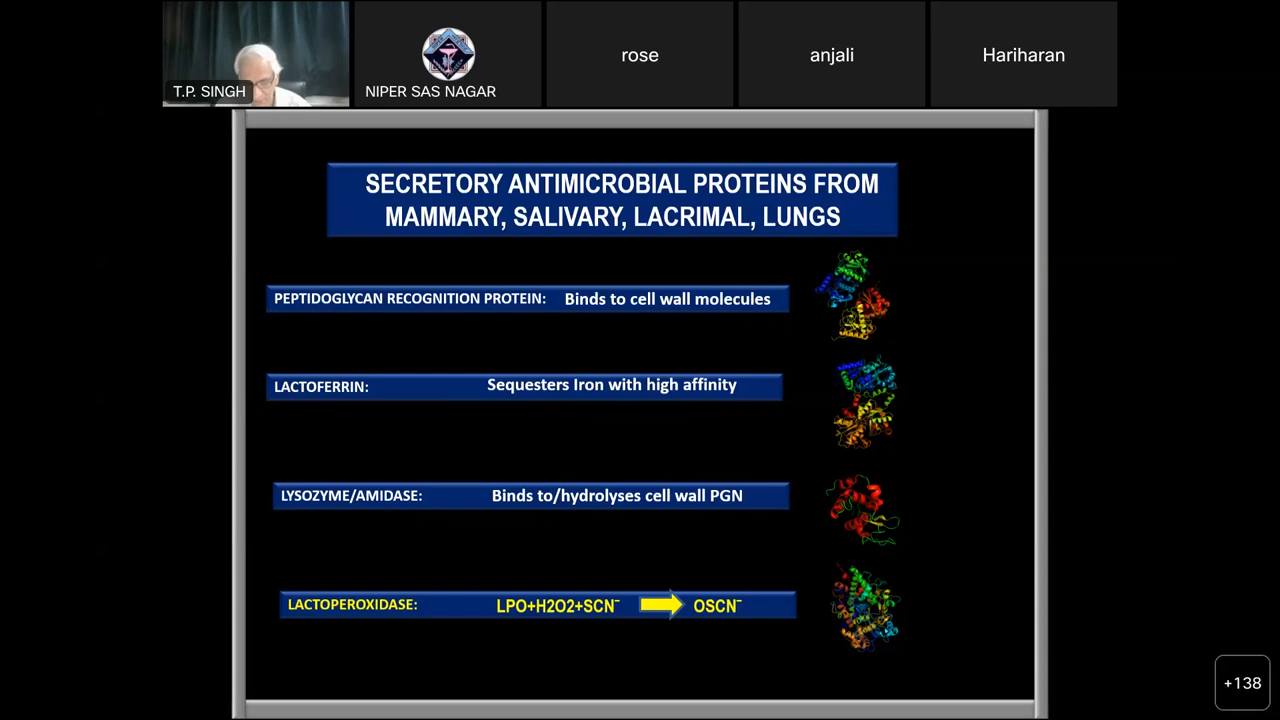 T.P. SINGH
NIPER SAS NAGAR
rose
anjali
Hariharan
SECRETORY ANTIMICROBIAL PROTEINS FROM
MAMMARY, SALIVARY, LACRIMAL, LUNGS
PEPTIDOGLYCAN RECOGNITION PROTEIN: Binds to cell wall molecules
LACTOFERRIN: Sequesters Iron with high affinity
LYSOZYME/AMIDASE: Binds to/hydrolyses cell wall PGN
LACTOPEROXIDASE: LPO+H2O2+SCN⁻ OSCN⁻
+138